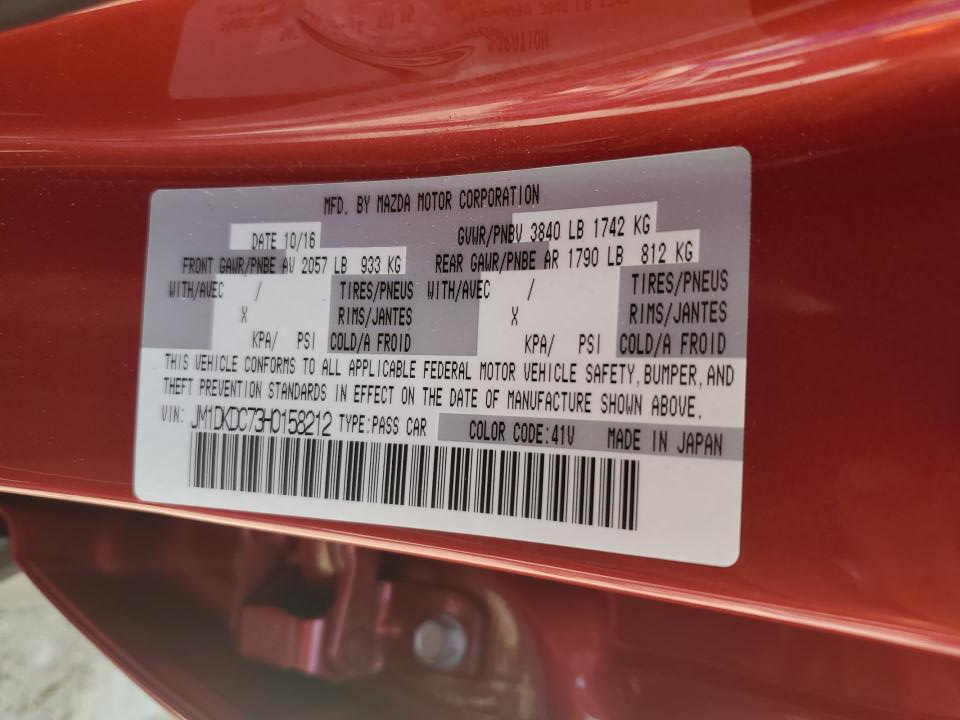 MFD. BY MAZDA MOTOR CORPORATION
DATE 10/16 GVWR/PNBV 3840 LB 1742 KG
FRONT GAWR/PNBE AV 2057 LB 933 KG REAR GAWR/PNBE AR 1790 LB 812 KG
WITH/AVEC / TIRES/PNEUS WITH/AVEC / TIRES/PNEUS
X RIMS/JANTES X RIMS/JANTES
KPA/ PSI COLD/A FROID KPA/ PSI COLD/A FROID
THIS VEHICLE CONFORMS TO ALL APPLICABLE FEDERAL MOTOR VEHICLE SAFETY, BUMPER, AND
THEFT PREVENTION STANDARDS IN EFFECT ON THE DATE OF MANUFACTURE SHOWN ABOVE.
VIN: JM1DKDC73H0158212 TYPE:PASS CAR COLOR CODE:41V MADE IN JAPAN